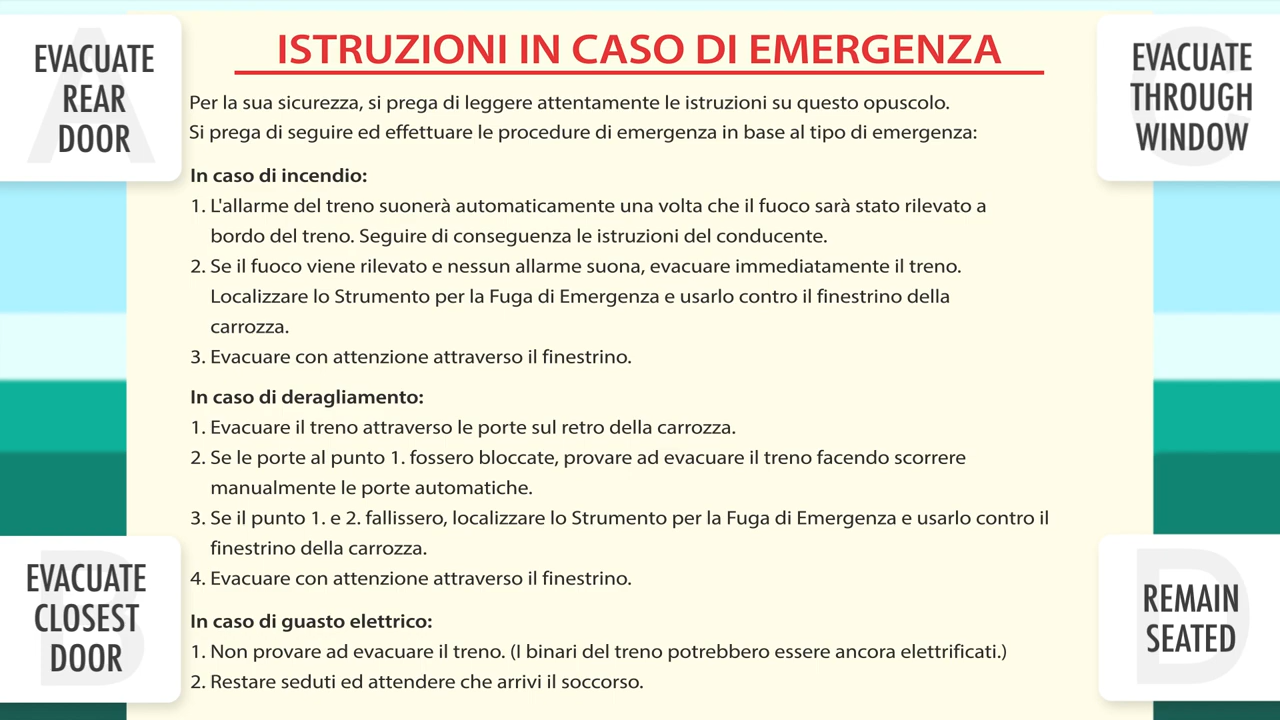 ISTRUZIONI IN CASO DI EMERGENZA
Per la sua sicurezza, si prega di leggere attentamente le istruzioni su questo opuscolo.
Si prega di seguire ed effettuare le procedure di emergenza in base al tipo di emergenza:
In caso di incendio:
1. L'allarme del treno suonerà automaticamente una volta che il fuoco sarà stato rilevato a
bordo del treno. Seguire di conseguenza le istruzioni del conducente.
2. Se il fuoco viene rilevato e nessun allarme suona, evacuare immediatamente il treno.
Localizzare lo Strumento per la Fuga di Emergenza e usarlo contro il finestrino della
carrozza.
3. Evacuare con attenzione attraverso il finestrino.
In caso di deragliamento:
1. Evacuare il treno attraverso le porte sul retro della carrozza.
2. Se le porte al punto 1. fossero bloccate, provare ad evacuare il treno facendo scorrere
manualmente le porte automatiche.
3. Se il punto 1. e 2. fallissero, localizzare lo Strumento per la Fuga di Emergenza e usarlo contro il
finestrino della carrozza.
4. Evacuare con attenzione attraverso il finestrino.
In caso di guasto elettrico:
1. Non provare ad evacuare il treno. (I binari del treno potrebbero essere ancora elettrificati.)
2. Restare seduti ed attendere che arrivi il soccorso.
A
EVACUATE
REAR
DOOR
B
EVACUATE
CLOSEST
DOOR
C
EVACUATE
THROUGH
WINDOW
D
REMAIN
SEATED